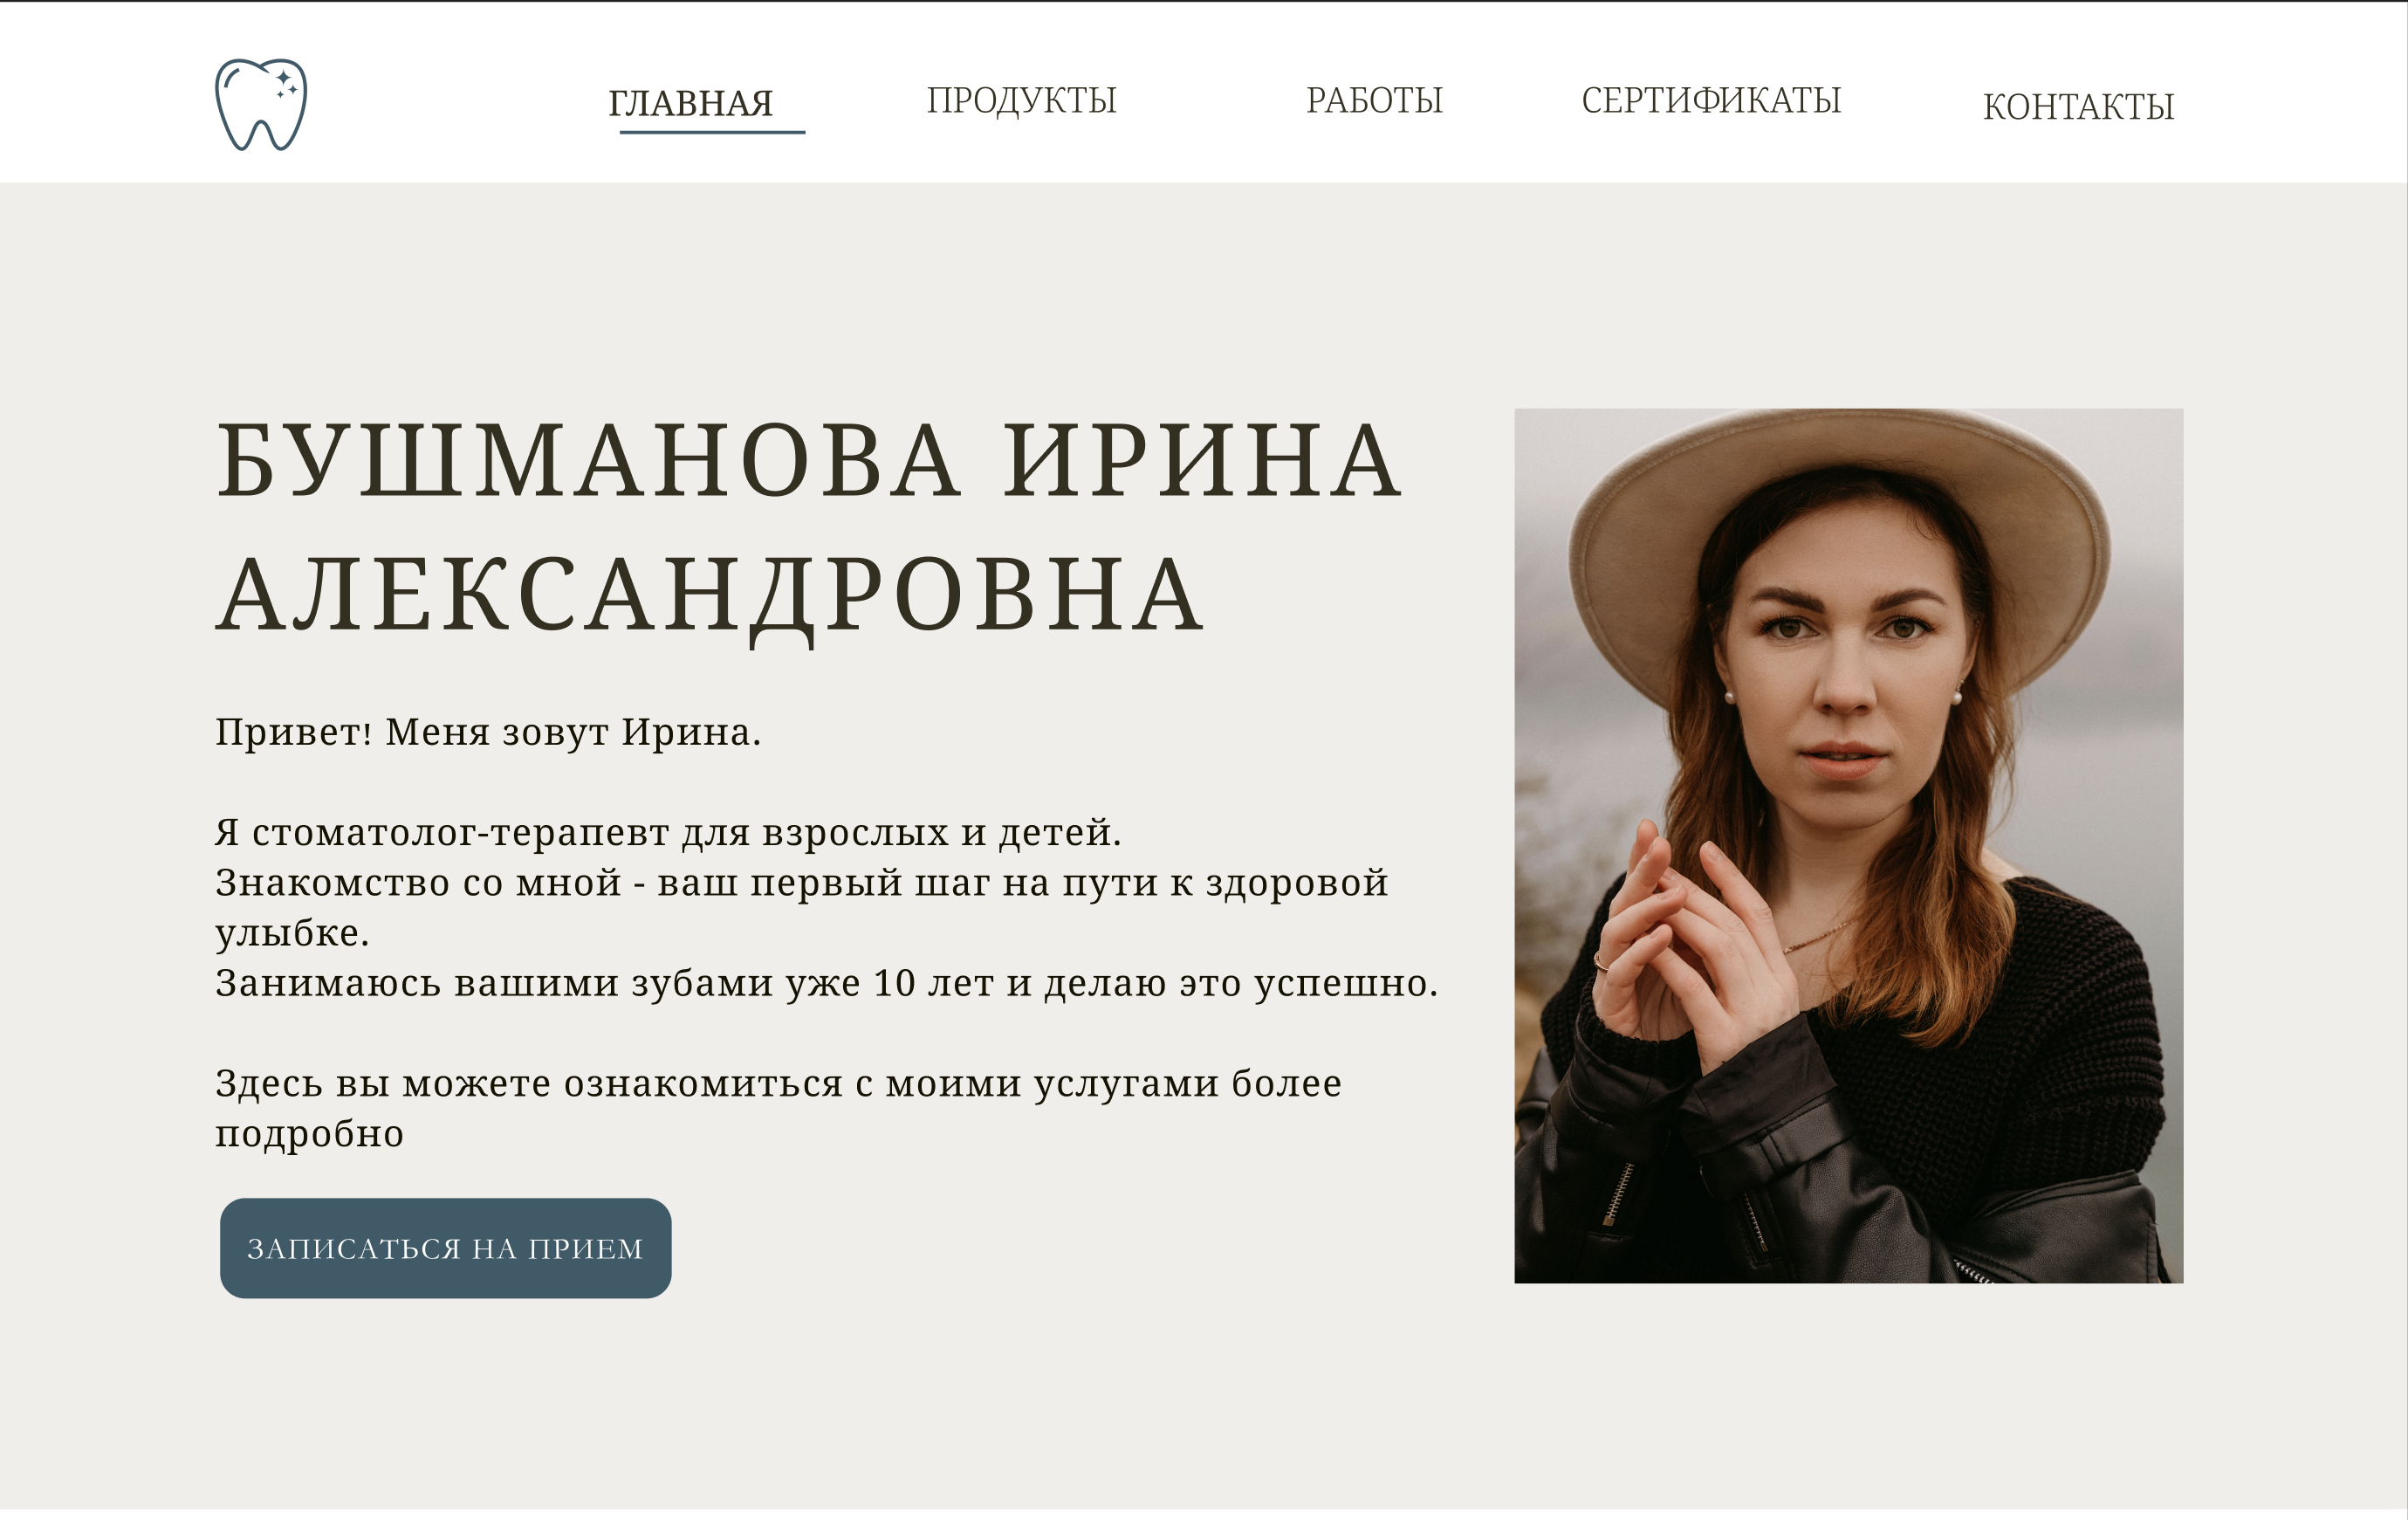 ГЛАВНАЯ
ПРОДУКТЫ
РАБОТЫ
СЕРТИФИКАТЫ
КОНТАКТЫ
БУШМАНОВА ИРИНА
АЛЕКСАНДРОВНА
Привет! Меня зовут Ирина.
Я стоматолог-терапевт для взрослых и детей.
Знакомство со мной - ваш первый шаг на пути к здоровой
улыбке.
Занимаюсь вашими зубами уже 10 лет и делаю это успешно.
Здесь вы можете ознакомиться с моими услугами более
подробно
ЗАПИСАТЬСЯ НА ПРИЕМ